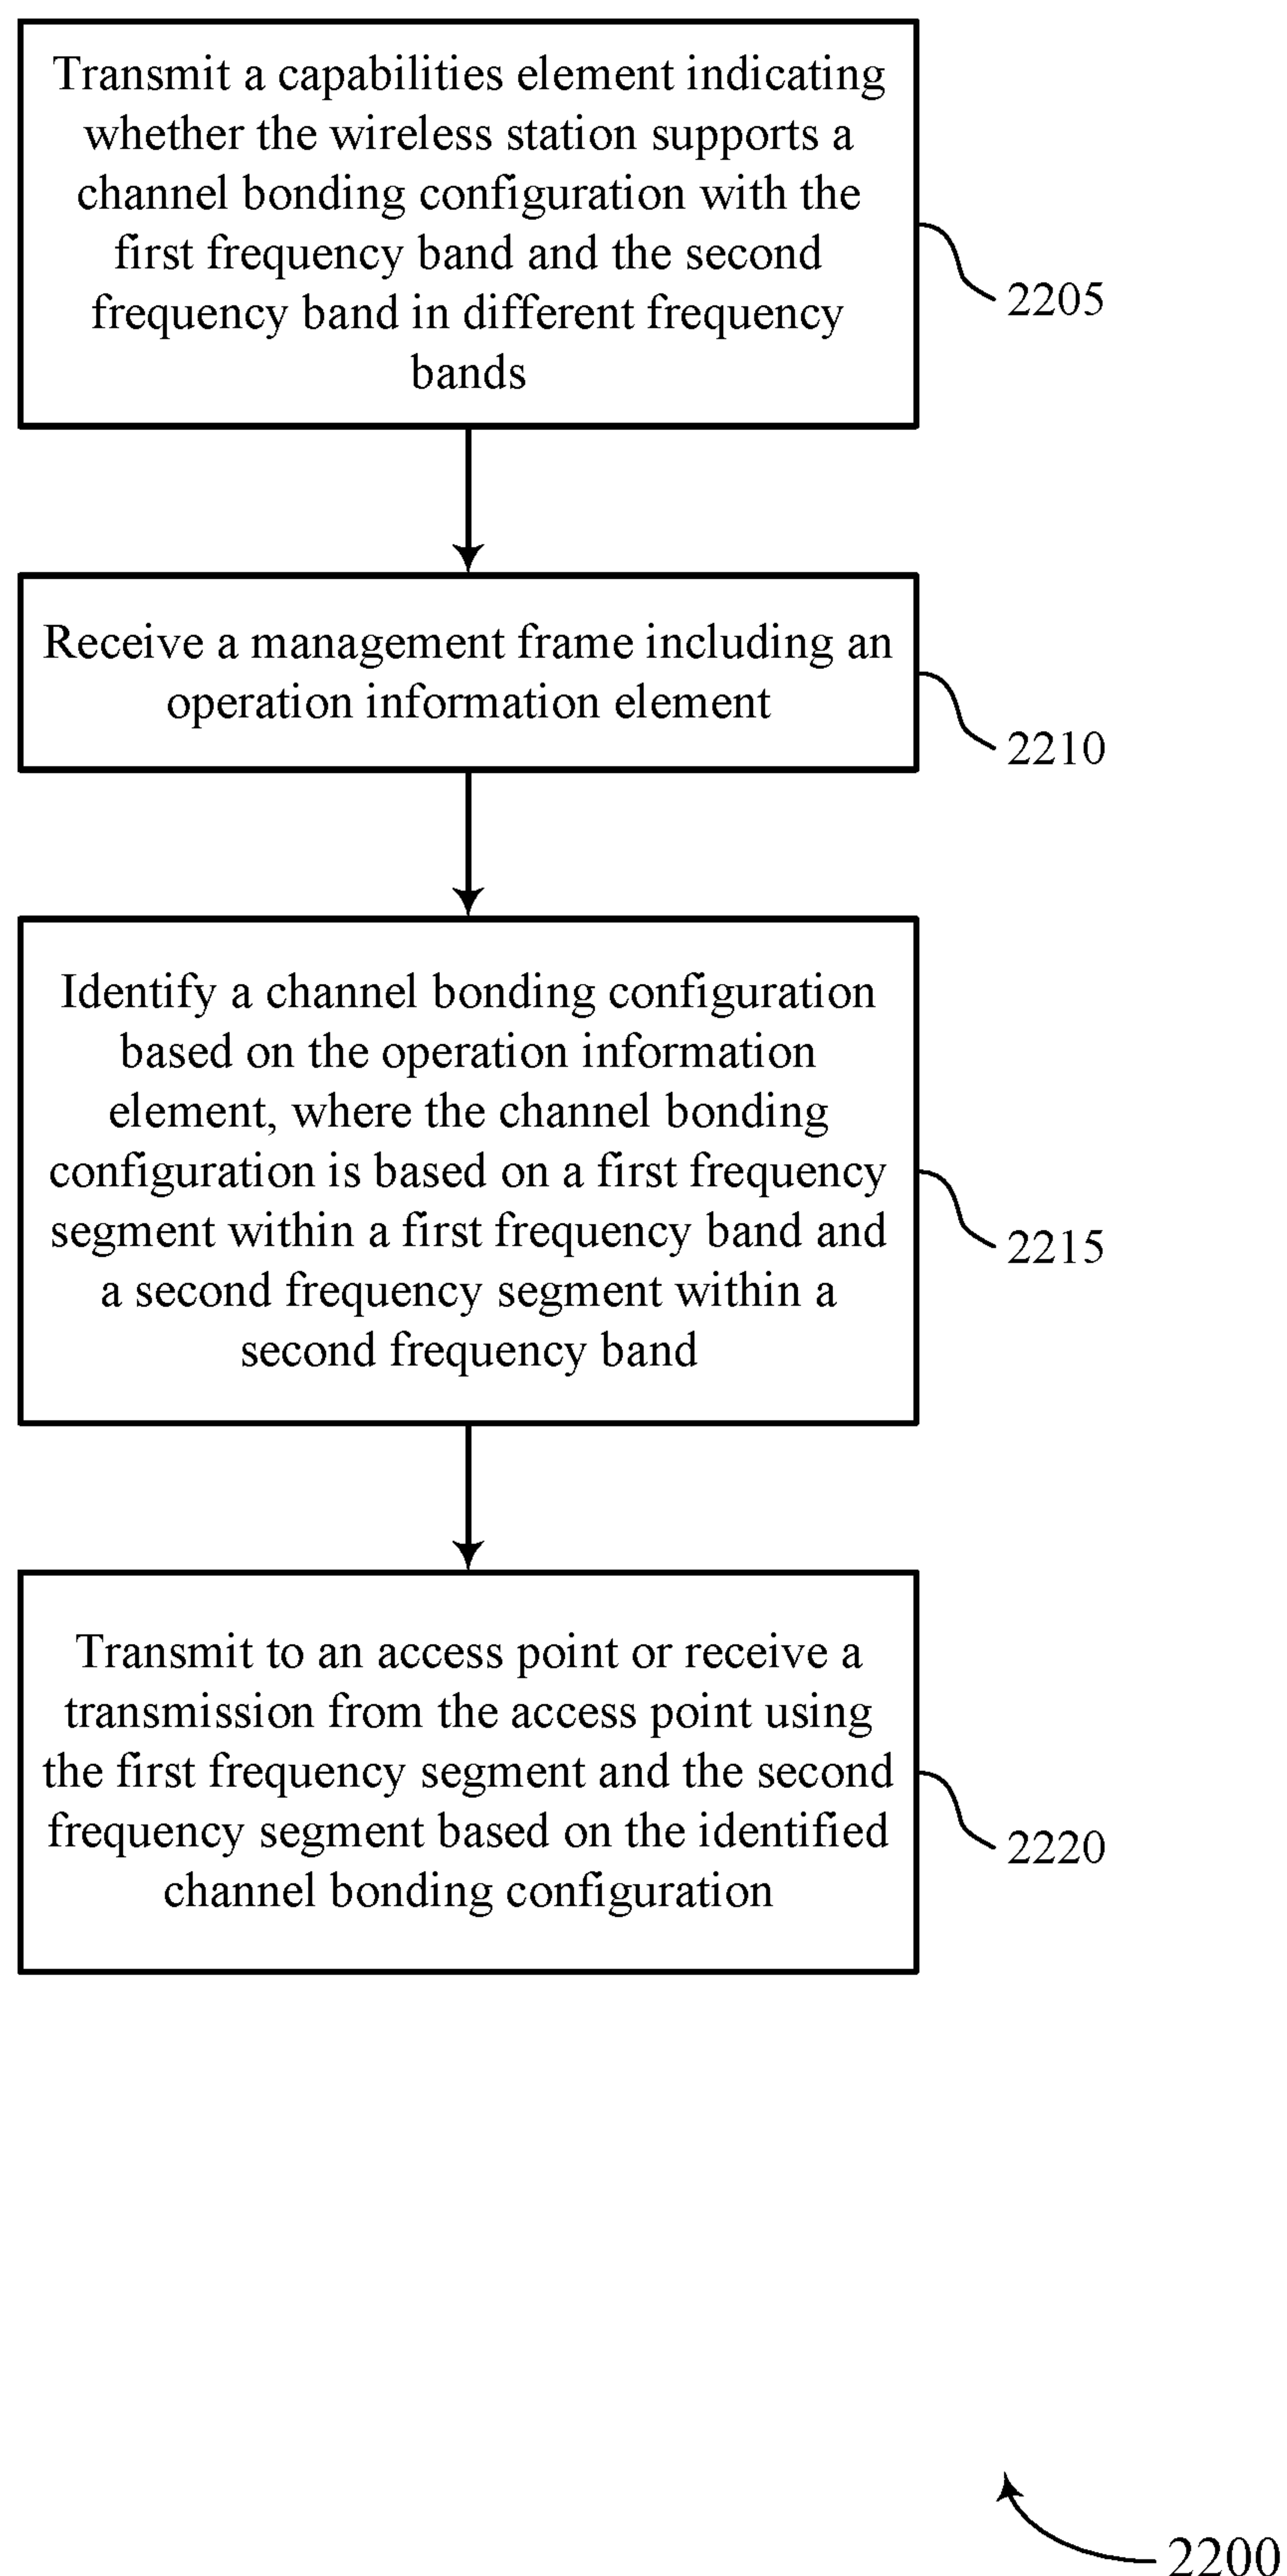 Transmit a capabilities element indicating
whether the wireless station supports a
channel bonding configuration with the
first frequency band and the second
frequency band in different frequency
bands
2205
Receive a management frame including an
operation information element
2210
Identify a channel bonding configuration
based on the operation information
element, where the channel bonding
configuration is based on a first frequency
segment within a first frequency band and
a second frequency segment within a
second frequency band
2215
Transmit to an access point or receive a
transmission from the access point using
the first frequency segment and the second
frequency segment based on the identified
channel bonding configuration
2220
2200